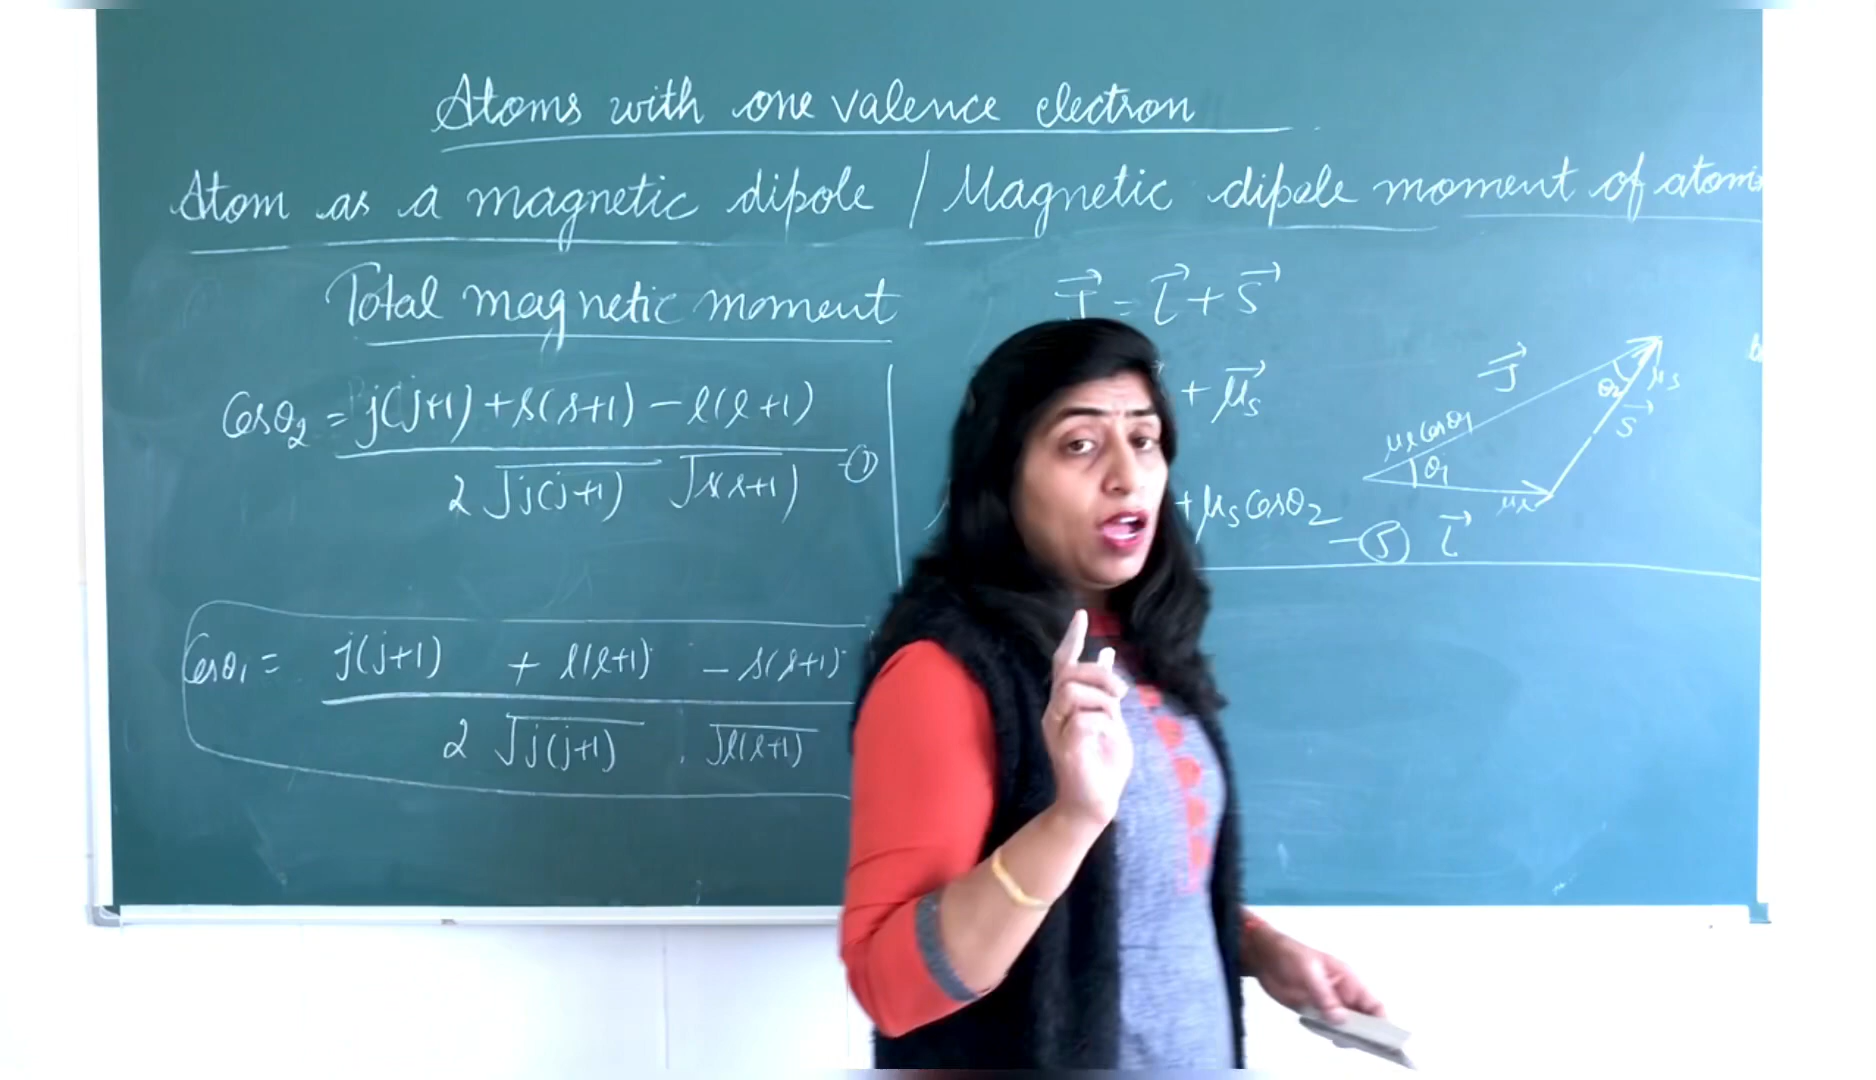 Atoms with one valence electron
Atom as a magnetic dipole / Magnetic dipole moment of atoms
Total magnetic moment
Cosθ₂ = j(j+1) + s(s+1) − l(l+1)
2 √j(j+1) √s(s+1) −①
Cosθ₁ = j(j+1) + l(l+1) − s(s+1)
2 √j(j+1) . √l(l+1)
J⃗ = L⃗ + S⃗
+ μ⃗s
+ μs Cosθ₂ −⑤
J⃗
μl Cosθ₁
θ₁
θ₂
μs
S⃗
μl
L⃗